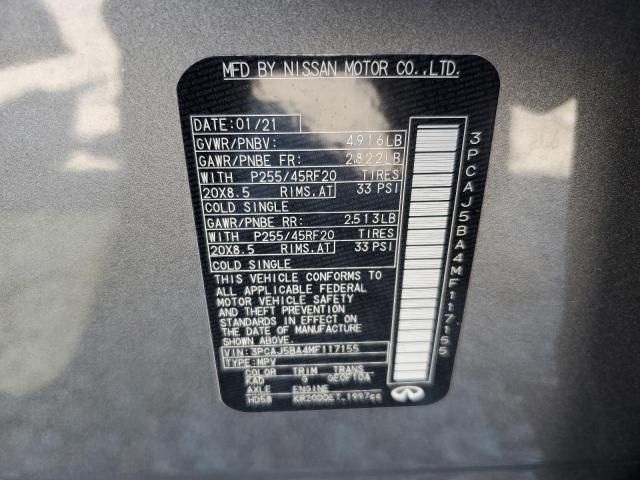 MFD BY NISSAN MOTOR CO.,LTD.
DATE:01/21
GVWR/PNBV: 4916LB
GAWR/PNBE FR: 2822LB
WITH P255/45RF20 TIRES
20X8.5 RIMS.AT 33 PSI
COLD SINGLE
GAWR/PNBE RR: 2513LB
WITH P255/45RF20 TIRES
20X8.5 RIMS.AT 33 PSI
COLD SINGLE
THIS VEHICLE CONFORMS TO
ALL APPLICABLE FEDERAL
MOTOR VEHICLE SAFETY
AND THEFT PREVENTION
STANDARDS IN EFFECT ON
THE DATE OF MANUFACTURE
SHOWN ABOVE.
VIN:3PCAJ5BA4MF117155
TYPE:MPV
COLOR TRIM TRANS
KAD G GE0F10A
AXLE ENGINE
HD58 KR20DDET 1997cc
3PCAJ5BA4MF117155